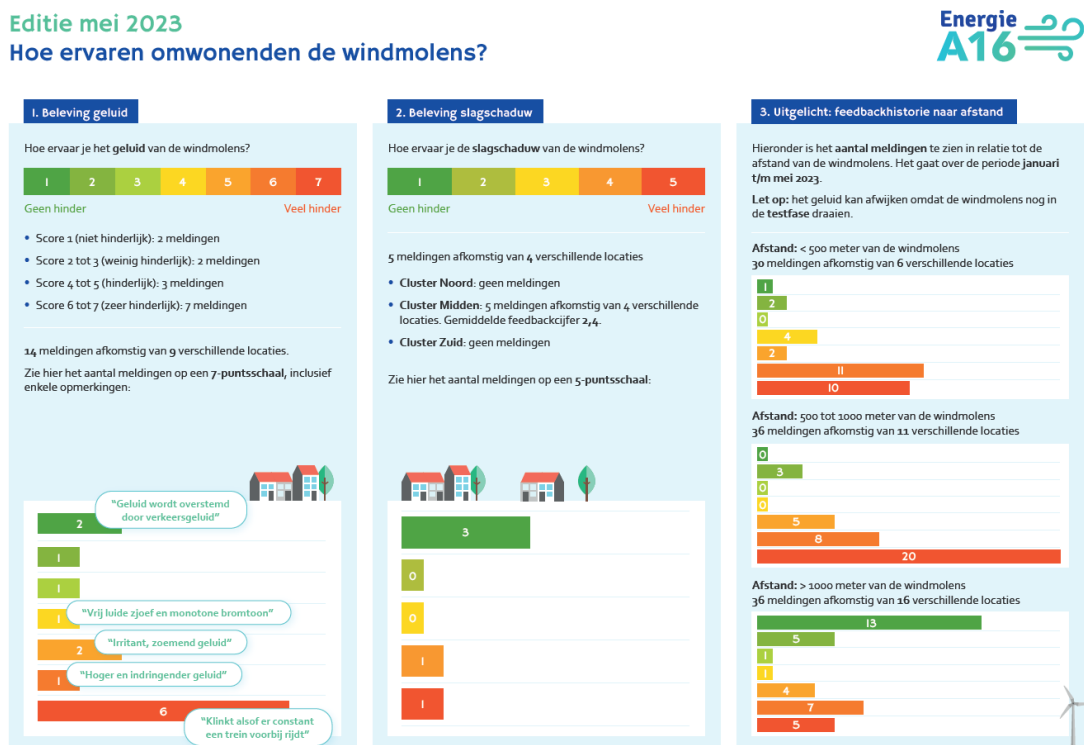 Editie mei 2023
Hoe ervaren omwonenden de windmolens?
Energie
A16
1. Beleving geluid
Hoe ervaar je het geluid van de windmolens?
1 2 3 4 5 6 7
Geen hinder Veel hinder
• Score 1 (niet hinderlijk): 2 meldingen
• Score 2 tot 3 (weinig hinderlijk): 2 meldingen
• Score 4 tot 5 (hinderlijk): 3 meldingen
• Score 6 tot 7 (zeer hinderlijk): 7 meldingen
14 meldingen afkomstig van 9 verschillende locaties.
Zie hier het aantal meldingen op een 7-puntsschaal, inclusief
enkele opmerkingen:
"Geluid wordt overstemd
door verkeersgeluid"
2
1
1
1
"Vrij luide zjoef en monotone bromtoon"
2
"Irritant, zoemend geluid"
1
"Hoger en indringender geluid"
6
"Klinkt alsof er constant
een trein voorbij rijdt"
2. Beleving slagschaduw
Hoe ervaar je de slagschaduw van de windmolens?
1 2 3 4 5
Geen hinder Veel hinder
5 meldingen afkomstig van 4 verschillende locaties
• Cluster Noord: geen meldingen
• Cluster Midden: 5 meldingen afkomstig van 4 verschillende
locaties. Gemiddelde feedbackcijfer 2,4.
• Cluster Zuid: geen meldingen
Zie hier het aantal meldingen op een 5-puntsschaal:
3
0
0
1
1
3. Uitgelicht: feedbackhistorie naar afstand
Hieronder is het aantal meldingen te zien in relatie tot de
afstand van de windmolens. Het gaat over de periode januari
t/m mei 2023.
Let op: het geluid kan afwijken omdat de windmolens nog in
de testfase draaien.
Afstand: < 500 meter van de windmolens
30 meldingen afkomstig van 6 verschillende locaties
1
2
0
4
2
11
10
Afstand: 500 tot 1000 meter van de windmolens
36 meldingen afkomstig van 11 verschillende locaties
0
3
0
0
5
8
20
Afstand: > 1000 meter van de windmolens
36 meldingen afkomstig van 16 verschillende locaties
13
5
1
1
4
7
5